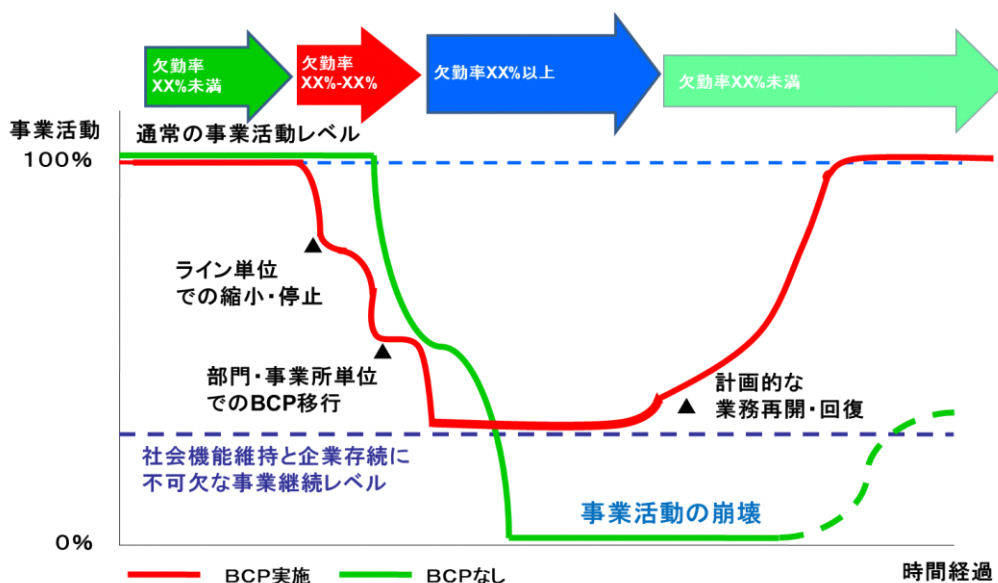 欠勤率
XX%未満
欠勤率
XX%-XX%
欠勤率XX%以上
欠勤率XX%未満
事業活動
通常の事業活動レベル
100%
▲
ライン単位
での縮小・停止
▲
部門・事業所単位
でのBCP移行
▲
計画的な
業務再開・回復
社会機能維持と企業存続に
不可欠な事業継続レベル
事業活動の崩壊
0%
時間経過
BCP実施
BCPなし